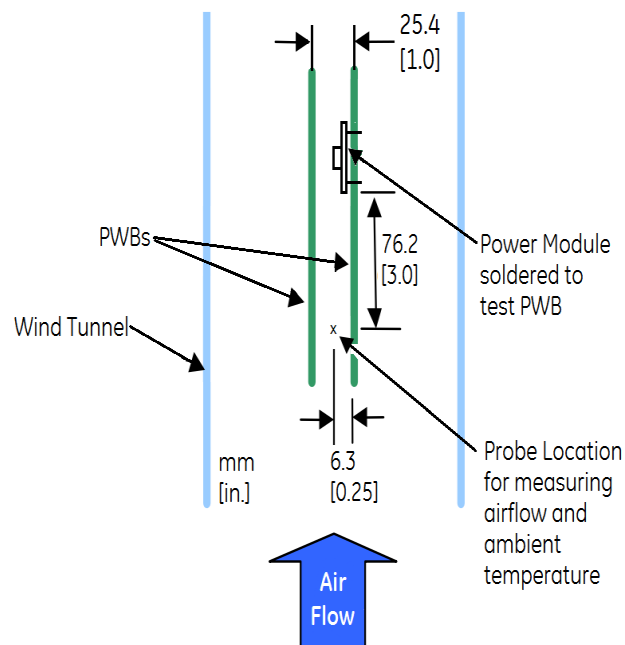 25.4
[1.0]
PWBs
76.2
[3.0]
Power Module
soldered to
test PWB
Wind Tunnel
x
mm
[in.]
6.3
[0.25]
Probe Location
for measuring
airflow and
ambient
temperature
Air
Flow